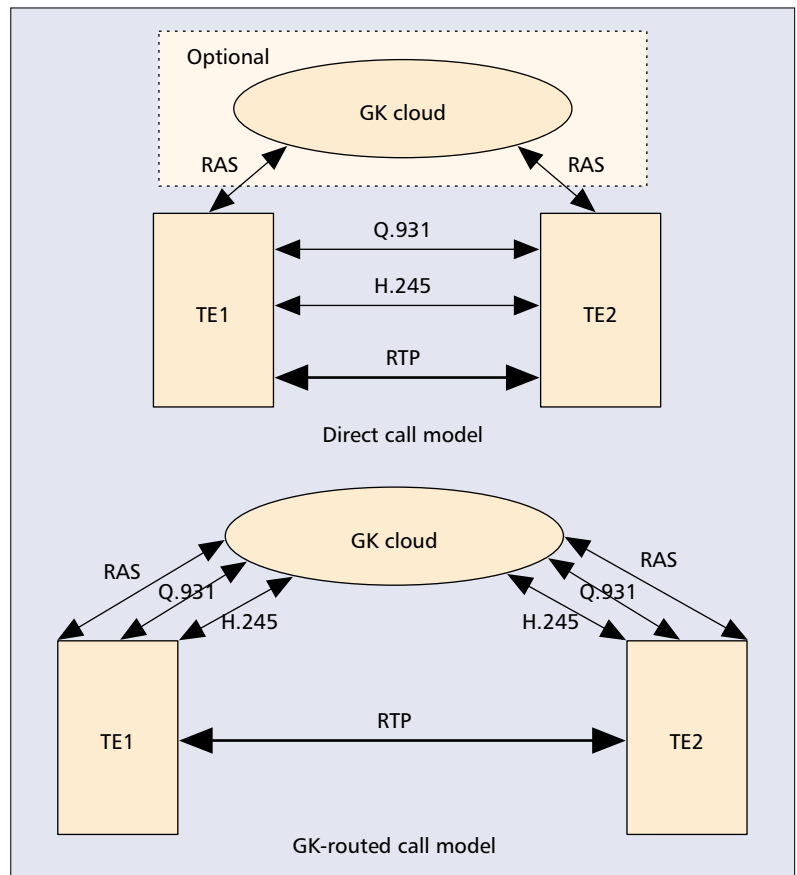 Optional
GK cloud
RAS
RAS
Q.931
H.245
TE1
TE2
RTP
Direct call model
GK cloud
RAS
RAS
Q.931
Q.931
H.245
H.245
RTP
TE1
TE2
GK-routed call model